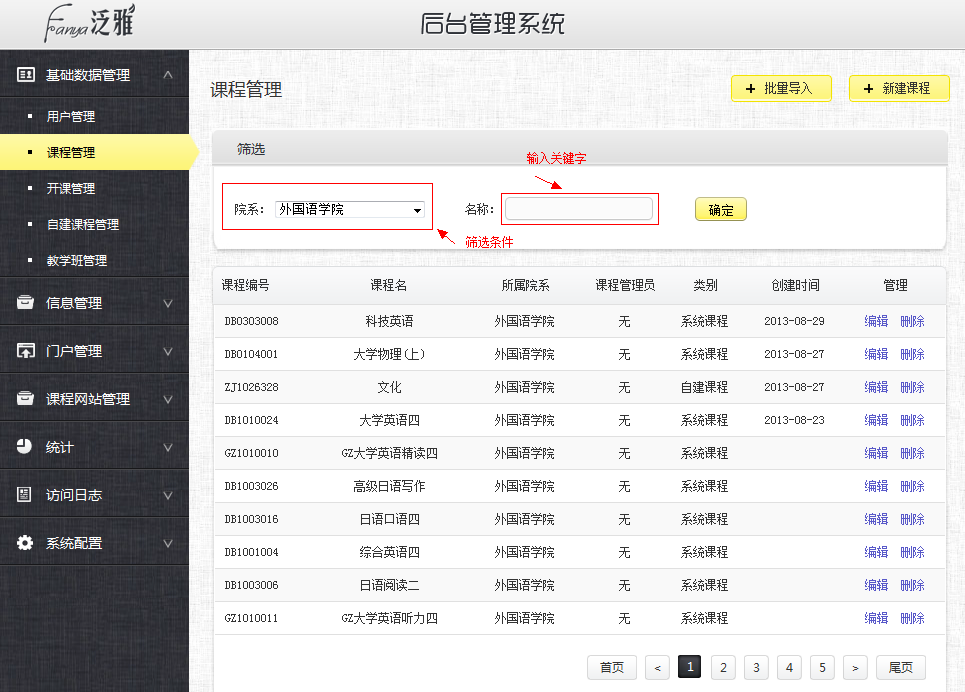 Fanya 泛雅
后台管理系统
基础数据管理
用户管理
课程管理
开课管理
自建课程管理
教学班管理
信息管理
门户管理
课程网站管理
统计
访问日志
系统配置
课程管理
+ 批量导入
+ 新建课程
筛选
输入关键字
院系: 外国语学院
名称:
确定
筛选条件
课程编号 课程名 所属院系 课程管理员 类别 创建时间 管理
DB0303008 科技英语 外国语学院 无 系统课程 2013-08-29 编辑 删除
DB0104001 大学物理(上) 外国语学院 无 系统课程 2013-08-27 编辑 删除
ZJ1026328 文化 外国语学院 无 自建课程 2013-08-27 编辑 删除
DB1010024 大学英语四 外国语学院 无 系统课程 2013-08-23 编辑 删除
GZ1010010 GZ大学英语精读四 外国语学院 无 系统课程 编辑 删除
DB1003026 高级日语写作 外国语学院 无 系统课程 编辑 删除
DB1003016 日语口语四 外国语学院 无 系统课程 编辑 删除
DB1001004 综合英语四 外国语学院 无 系统课程 编辑 删除
DB1003006 日语阅读二 外国语学院 无 系统课程 编辑 删除
GZ1010011 GZ大学英语听力四 外国语学院 无 系统课程 编辑 删除
首页 < 1 2 3 4 5 > 尾页